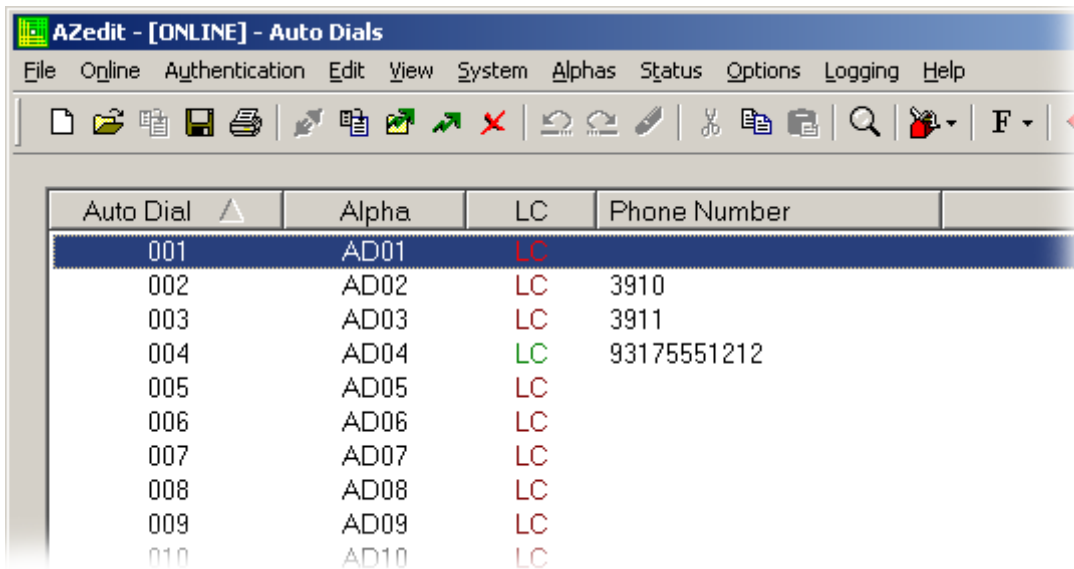 AZedit - [ONLINE] - Auto Dials
File Online Authentication Edit View System Alphas Status Options Logging Help
F
Auto Dial Alpha LC Phone Number
001 AD01 LC
002 AD02 LC 3910
003 AD03 LC 3911
004 AD04 LC 93175551212
005 AD05 LC
006 AD06 LC
007 AD07 LC
008 AD08 LC
009 AD09 LC
010 AD10 LC